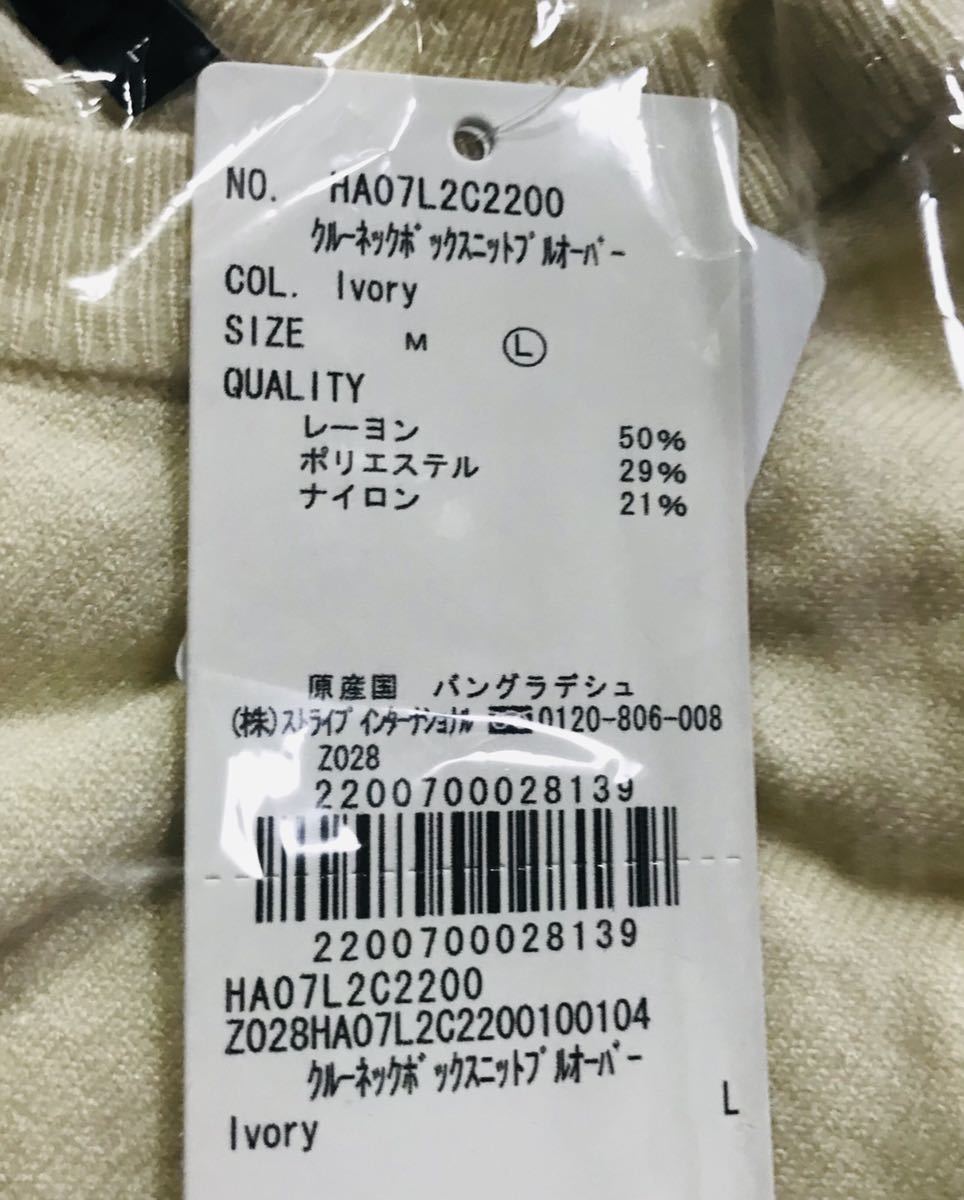 NO. HA07L2C2200
ｸﾙｰﾈｯｸﾎﾞｯｸｽﾆｯﾄﾌﾟﾙｵｰﾊﾞｰ
COL. Ivory
SIZE M Ⓛ
QUALITY
レーヨン 50%
ポリエステル 29%
ナイロン 21%
原産国 バングラデシュ
(株)ｽﾄﾗｲﾌﾟｲﾝﾀｰﾅｼｮﾅﾙ 0120-806-008
Z028
2200700028139
2200700028139
HA07L2C2200
Z028HA07L2C2200100104
ｸﾙｰﾈｯｸﾎﾞｯｸｽﾆｯﾄﾌﾟﾙｵｰﾊﾞｰ
Ivory L